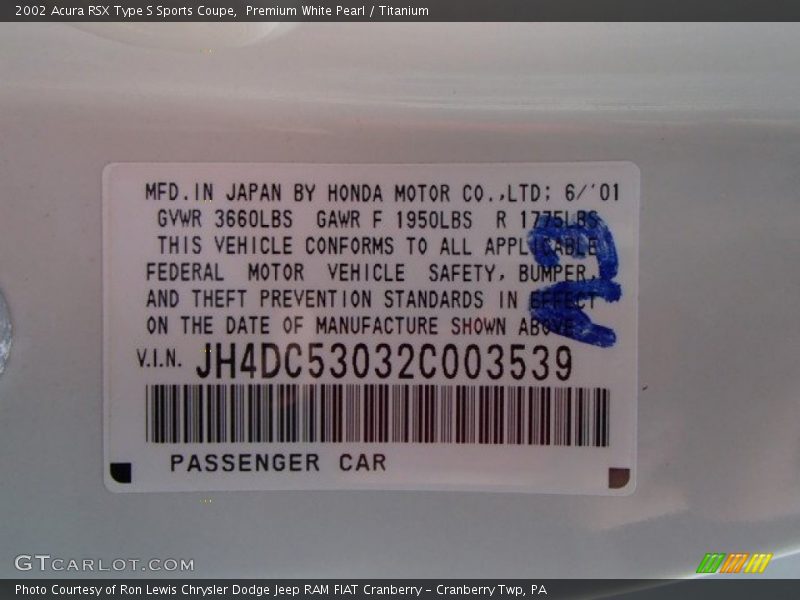 2002 Acura RSX Type S Sports Coupe, Premium White Pearl / Titanium
MFD.IN JAPAN BY HONDA MOTOR CO.,LTD; 6/'01
GVWR 3660LBS GAWR F 1950LBS R 1775LBS
THIS VEHICLE CONFORMS TO ALL APPLICABLE
FEDERAL MOTOR VEHICLE SAFETY, BUMPER,
AND THEFT PREVENTION STANDARDS IN EFFECT
ON THE DATE OF MANUFACTURE SHOWN ABOVE.
V.I.N. JH4DC53032C003539
PASSENGER CAR
GTCARLOT.COM
Photo Courtesy of Ron Lewis Chrysler Dodge Jeep RAM FIAT Cranberry – Cranberry Twp, PA